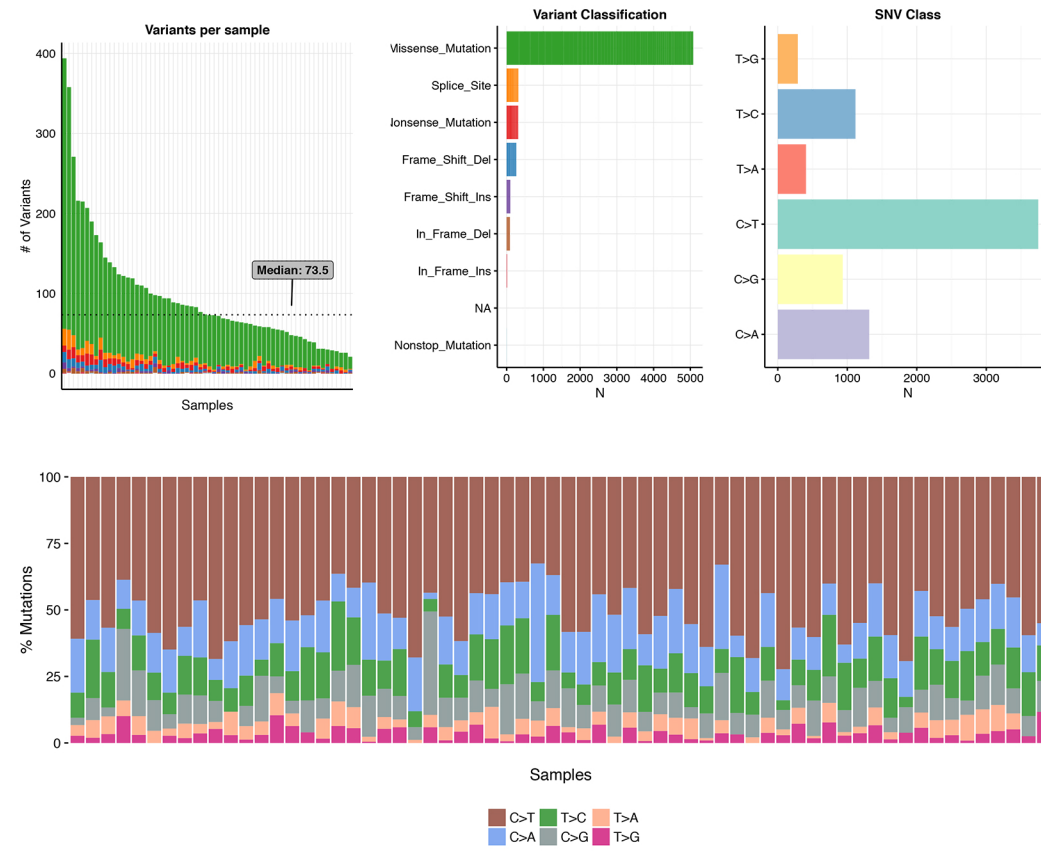 Variants per sample
# of Variants
400
300
200
100
0
Median: 73.5
Samples
Variant Classification
Missense_Mutation
Splice_Site
Nonsense_Mutation
Frame_Shift_Del
Frame_Shift_Ins
In_Frame_Del
In_Frame_Ins
NA
Nonstop_Mutation
0 1000 2000 3000 4000 5000
N
SNV Class
T>G
T>C
T>A
C>T
C>G
C>A
0 1000 2000 3000
N
% Mutations
100
75
50
25
0
Samples
C>T T>C T>A
C>A C>G T>G